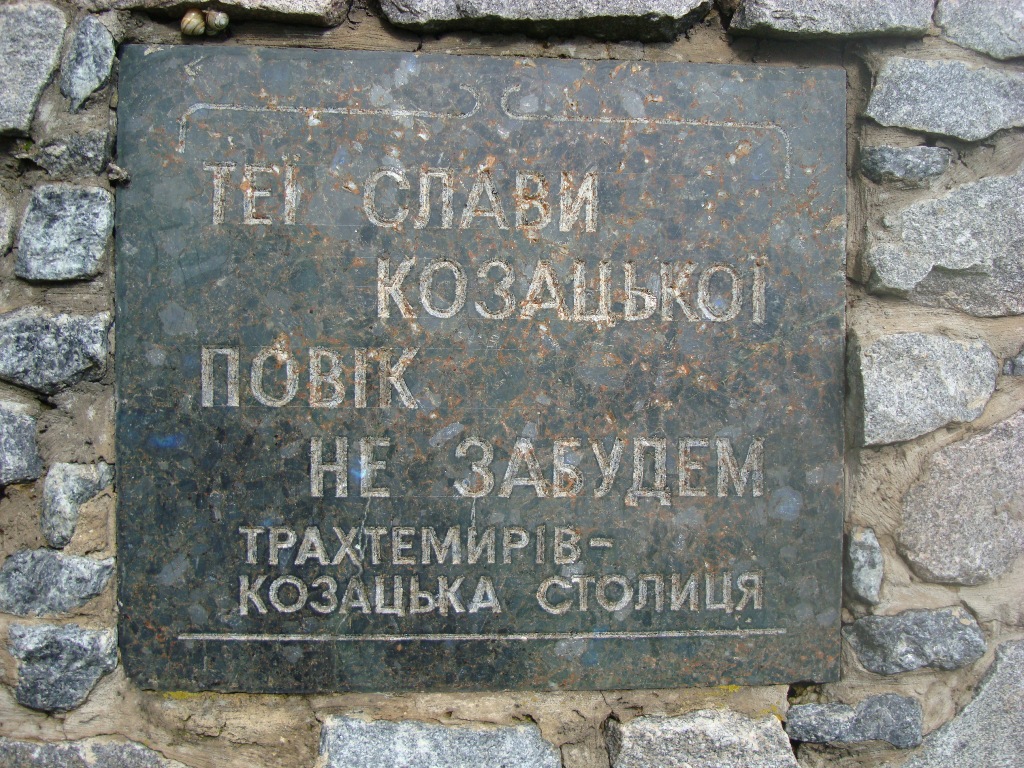 ТЕЇ СЛАВИ
КОЗАЦЬКОЇ
ПОВІК
НЕ ЗАБУДЕМ
ТРАХТЕМИРІВ-
КОЗАЦЬКА СТОЛИЦЯ